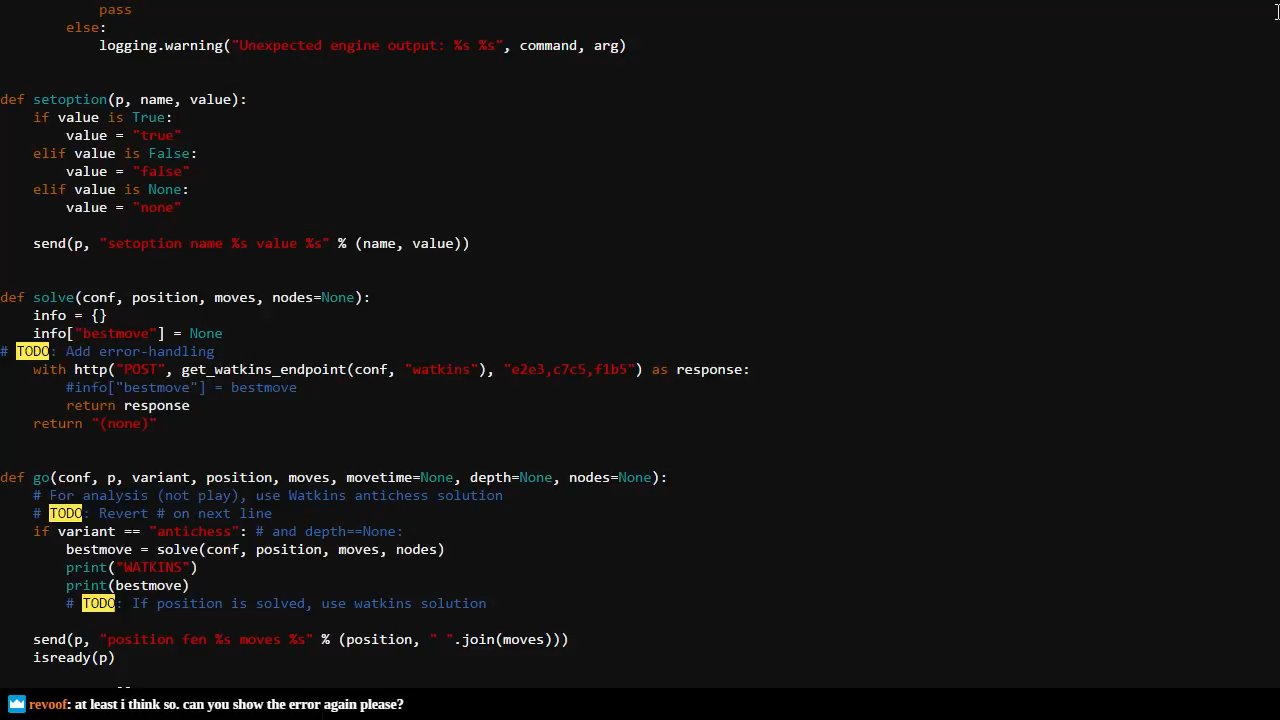 pass
        else:
            logging.warning("Unexpected engine output: %s %s", command, arg)
def setoption(p, name, value):
    if value is True:
        value = "true"
    elif value is False:
        value = "false"
    elif value is None:
        value = "none"
    send(p, "setoption name %s value %s" % (name, value))
def solve(conf, position, moves, nodes=None):
    info = {}
    info["bestmove"] = None
# TODO: Add error-handling
    with http("POST", get_watkins_endpoint(conf, "watkins"), "e2e3,c7c5,f1b5") as response:
        #info["bestmove"] = bestmove
        return response
    return "(none)"
def go(conf, p, variant, position, moves, movetime=None, depth=None, nodes=None):
    # For analysis (not play), use Watkins antichess solution
    # TODO: Revert # on next line
    if variant == "antichess": # and depth==None:
        bestmove = solve(conf, position, moves, nodes)
        print("WATKINS")
        print(bestmove)
        # TODO: If position is solved, use watkins solution
    send(p, "position fen %s moves %s" % (position, " ".join(moves)))
    isready(p)
revoof: at least i think so. can you show the error again please?